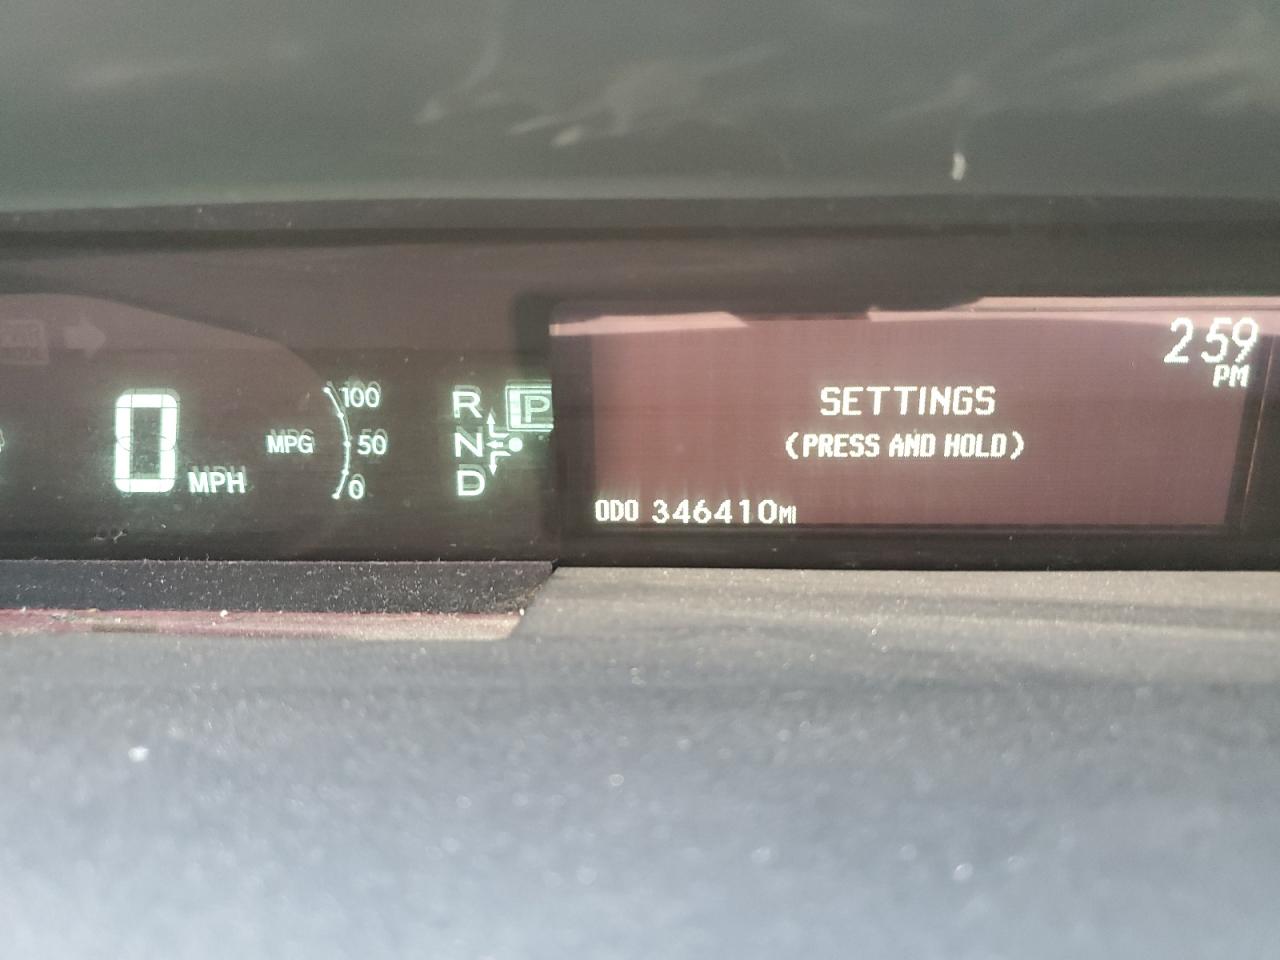 2 59
PM
SETTINGS
(PRESS AND HOLD)
ODO 346410MI
0 MPH
MPG
100
50
0
R
P
N
D